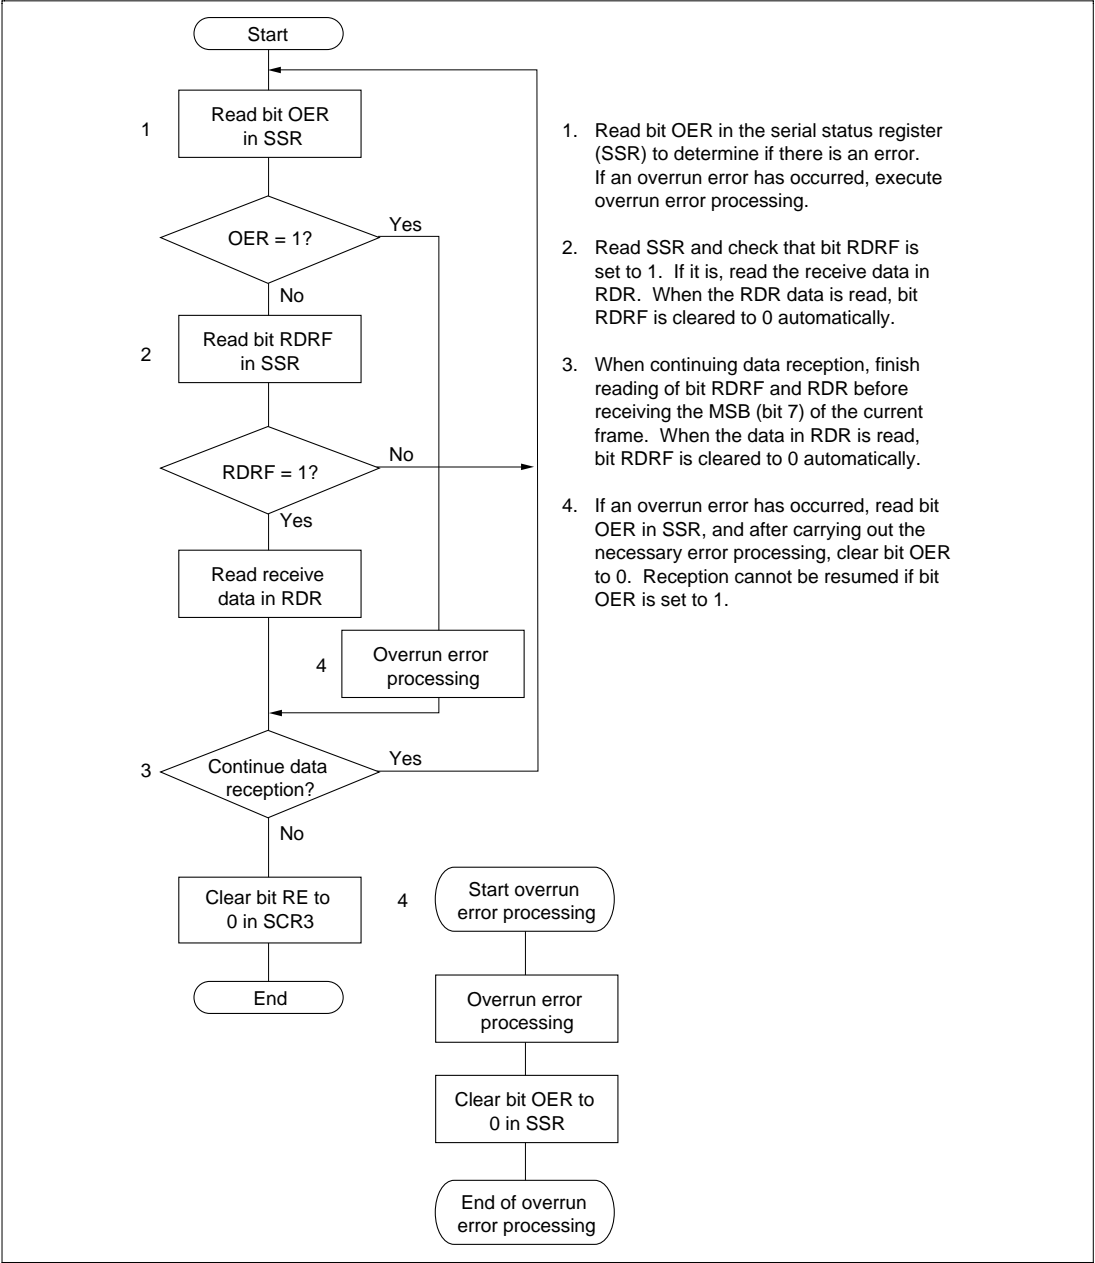 Start
1
Read bit OER
in SSR
OER = 1?
Yes
No
2
Read bit RDRF
in SSR
RDRF = 1?
No
Yes
Read receive
data in RDR
4
Overrun error
processing
3
Continue data
reception?
Yes
No
Clear bit RE to
0 in SCR3
End
4
Start overrun
error processing
Overrun error
processing
Clear bit OER to
0 in SSR
End of overrun
error processing
1. Read bit OER in the serial status register
(SSR) to determine if there is an error.
If an overrun error has occurred, execute
overrun error processing.
2. Read SSR and check that bit RDRF is
set to 1. If it is, read the receive data in
RDR. When the RDR data is read, bit
RDRF is cleared to 0 automatically.
3. When continuing data reception, finish
reading of bit RDRF and RDR before
receiving the MSB (bit 7) of the current
frame. When the data in RDR is read,
bit RDRF is cleared to 0 automatically.
4. If an overrun error has occurred, read bit
OER in SSR, and after carrying out the
necessary error processing, clear bit OER
to 0. Reception cannot be resumed if bit
OER is set to 1.